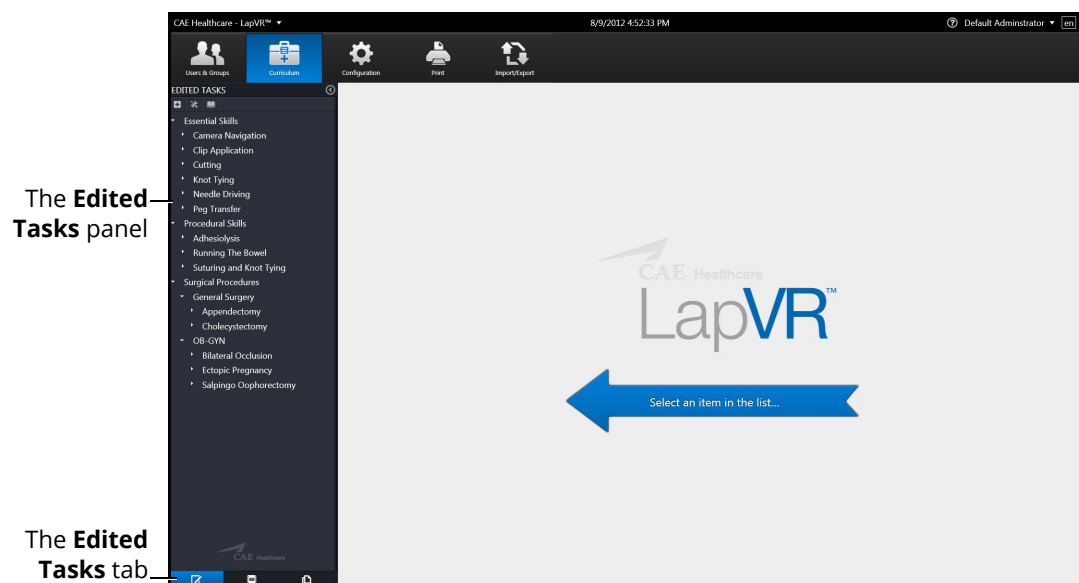 CAE Healthcare - LapVR™
8/9/2012 4:52:33 PM
Default Adminstrator
en
Users & Groups
Curriculum
Configuration
Print
Import/Export
EDITED TASKS
Essential Skills
Camera Navigation
Clip Application
Cutting
Knot Tying
Needle Driving
Peg Transfer
Procedural Skills
Adhesiolysis
Running The Bowel
Suturing and Knot Tying
Surgical Procedures
General Surgery
Appendectomy
Cholecystectomy
OB-GYN
Bilateral Occlusion
Ectopic Pregnancy
Salpingo Oophorectomy
The Edited
Tasks panel
CAE Healthcare
LapVR™
Select an item in the list...
CAE Healthcare
The Edited
Tasks tab